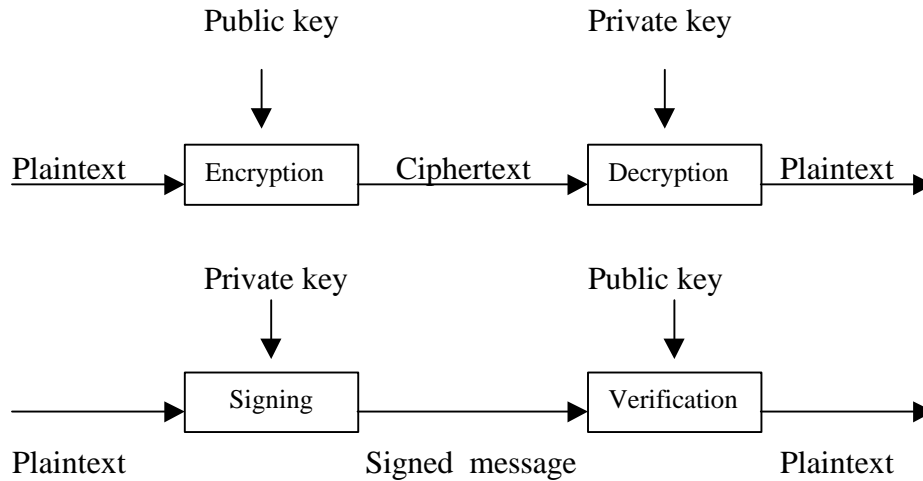 Public key Private key
Plaintext Encryption Ciphertext Decryption Plaintext
Private key Public key
Signing Verification
Plaintext Signed message Plaintext